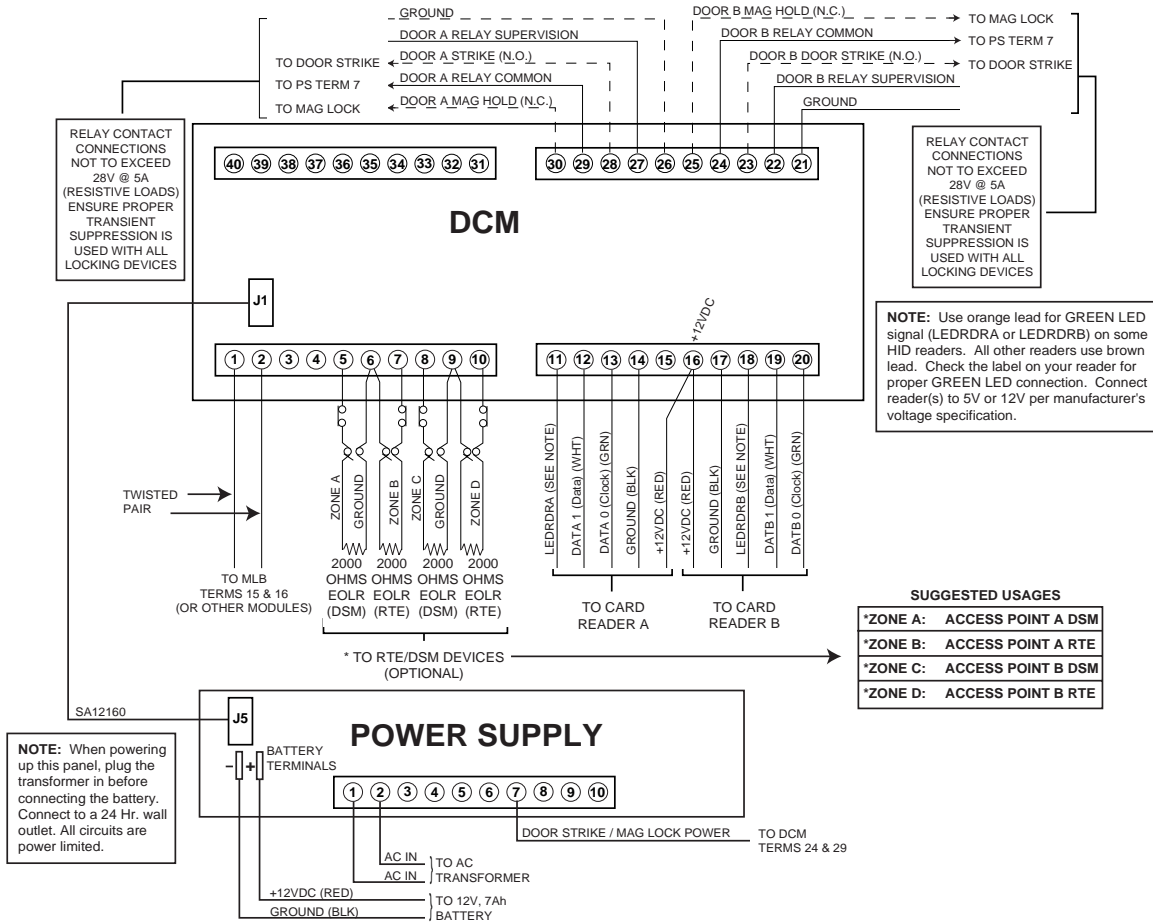 GROUND
DOOR A RELAY SUPERVISION
TO DOOR STRIKE
DOOR A STRIKE (N.O.)
TO PS TERM 7
DOOR A RELAY COMMON
TO MAG LOCK
DOOR A MAG HOLD (N.C.)
DOOR B MAG HOLD (N.C.)
TO MAG LOCK
DOOR B RELAY COMMON
TO PS TERM 7
DOOR B DOOR STRIKE (N.O.)
TO DOOR STRIKE
DOOR B RELAY SUPERVISION
GROUND
RELAY CONTACT
CONNECTIONS
NOT TO EXCEED
28V @ 5A
(RESISTIVE LOADS)
ENSURE PROPER
TRANSIENT
SUPPRESSION IS
USED WITH ALL
LOCKING DEVICES
40 39 38 37 36 35 34 33 32 31
30 29 28 27 26 25 24 23 22 21
RELAY CONTACT
CONNECTIONS
NOT TO EXCEED
28V @ 5A
(RESISTIVE LOADS)
ENSURE PROPER
TRANSIENT
SUPPRESSION IS
USED WITH ALL
LOCKING DEVICES
DCM
J1
+12VDC
1 2 3 4 5 6 7 8 9 10
11 12 13 14 15 16 17 18 19 20
NOTE: Use orange lead for GREEN LED
signal (LEDRDRA or LEDRDRB) on some
HID readers. All other readers use brown
lead. Check the label on your reader for
proper GREEN LED connection. Connect
reader(s) to 5V or 12V per manufacturer's
voltage specification.
TWISTED
PAIR
ZONE A
GROUND
ZONE B
ZONE C
GROUND
ZONE D
LEDRDRA (SEE NOTE)
DATA 1 (Data) (WHT)
DATA 0 (Clock) (GRN)
GROUND (BLK)
+12VDC (RED)
+12VDC (RED)
GROUND (BLK)
LEDRDRB (SEE NOTE)
DATB 1 (Data) (WHT)
DATB 0 (Clock) (GRN)
TO MLB
TERMS 15 & 16
(OR OTHER MODULES)
2000 2000 2000 2000
OHMS OHMS OHMS OHMS
EOLR EOLR EOLR EOLR
(DSM) (RTE) (DSM) (RTE)
TO CARD
READER A
TO CARD
READER B
* TO RTE/DSM DEVICES
(OPTIONAL)
SUGGESTED USAGES
*ZONE A: ACCESS POINT A DSM
*ZONE B: ACCESS POINT A RTE
*ZONE C: ACCESS POINT B DSM
*ZONE D: ACCESS POINT B RTE
SA12160
J5
POWER SUPPLY
NOTE: When powering
up this panel, plug the
transformer in before
connecting the battery.
Connect to a 24 Hr. wall
outlet. All circuits are
power limited.
– +
BATTERY
TERMINALS
1 2 3 4 5 6 7 8 9 10
DOOR STRIKE / MAG LOCK POWER
TO DCM
TERMS 24 & 29
AC IN
AC IN
TO AC
TRANSFORMER
+12VDC (RED)
GROUND (BLK)
TO 12V, 7Ah
BATTERY